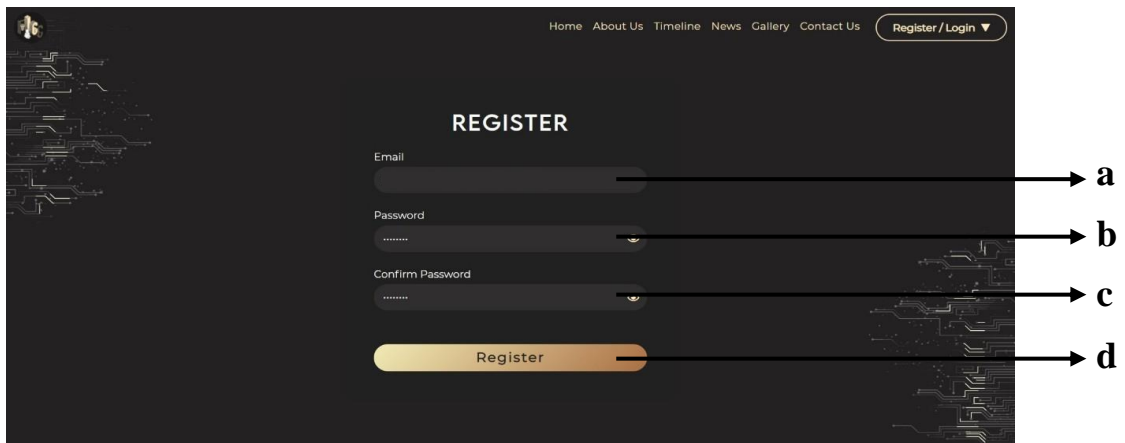 Home About Us Timeline News Gallery Contact Us Register / Login ▼
REGISTER
Email
a
Password
........ b
Confirm Password
........ c
Register d